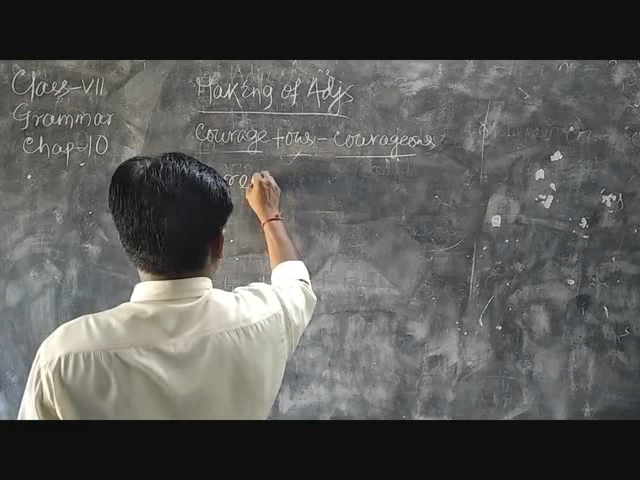 Class-VII
Grammar
Chap-10
Making of Adjs
Courage + ous - Courageous